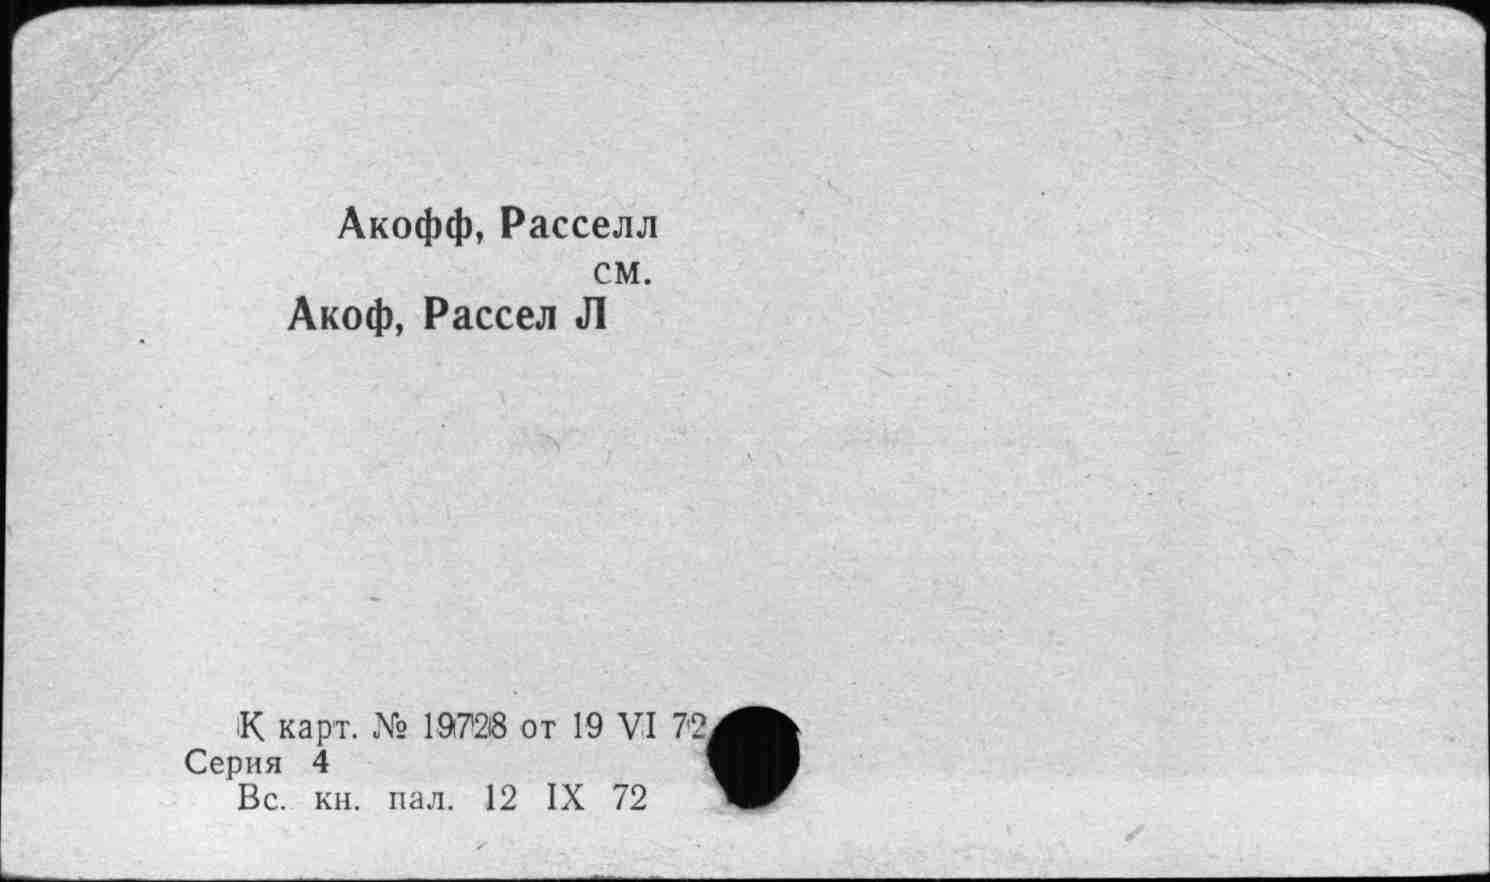 Акофф, Расселл
см.
Акоф, Рассел Л
К карт. № 19728 от 19 VI 72
Серия 4
Вс. кн. пал. 12 IX 72